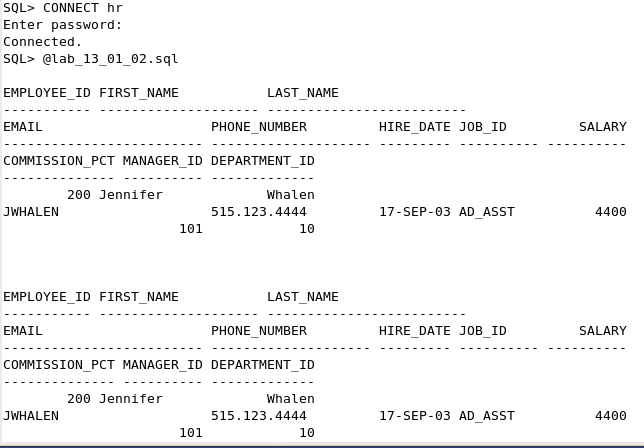 SQL> CONNECT hr
Enter password:
Connected.
SQL> @lab_13_01_02.sql
EMPLOYEE_ID FIRST_NAME           LAST_NAME
----------- -------------------- -------------------------
EMAIL                     PHONE_NUMBER         HIRE_DATE JOB_ID         SALARY
------------------------- -------------------- --------- ---------- ----------
COMMISSION_PCT MANAGER_ID DEPARTMENT_ID
-------------- ---------- -------------
        200 Jennifer             Whalen
JWHALEN                   515.123.4444         17-SEP-03 AD_ASST          4400
                      101            10
EMPLOYEE_ID FIRST_NAME           LAST_NAME
----------- -------------------- -------------------------
EMAIL                     PHONE_NUMBER         HIRE_DATE JOB_ID         SALARY
------------------------- -------------------- --------- ---------- ----------
COMMISSION_PCT MANAGER_ID DEPARTMENT_ID
-------------- ---------- -------------
        200 Jennifer             Whalen
JWHALEN                   515.123.4444         17-SEP-03 AD_ASST          4400
                      101            10